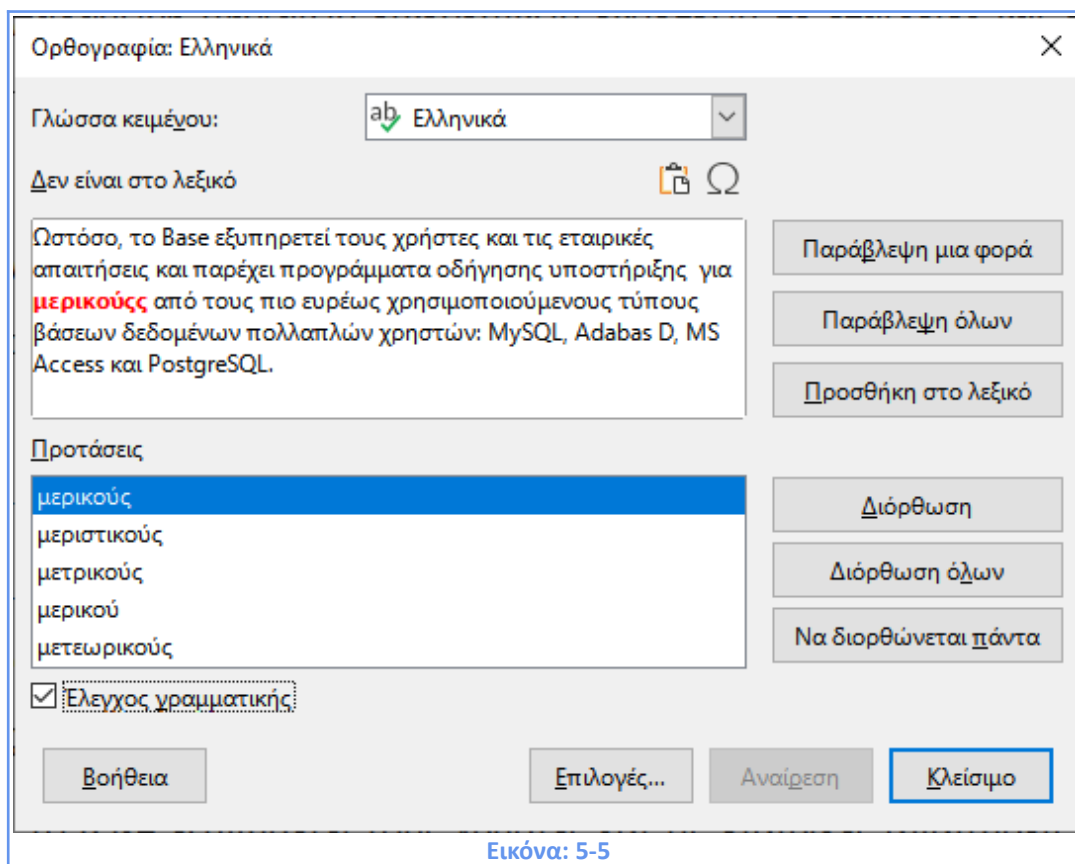 Ορθογραφία: Ελληνικά
Γλώσσα κειμένου:
Ελληνικά
Δεν είναι στο λεξικό
Ωστόσο, το Base εξυπηρετεί τους χρήστες και τις εταιρικές
απαιτήσεις και παρέχει προγράμματα οδήγησης υποστήριξης για
μερικούςς από τους πιο ευρέως χρησιμοποιούμενους τύπους
βάσεων δεδομένων πολλαπλών χρηστών: MySQL, Adabas D, MS
Access και PostgreSQL.
Παράβλεψη μια φορά
Παράβλεψη όλων
Προσθήκη στο λεξικό
Προτάσεις
μερικούς
μεριστικούς
μετρικούς
μερικού
μετεωρικούς
Διόρθωση
Διόρθωση όλων
Να διορθώνεται πάντα
Έλεγχος γραμματικής
Βοήθεια
Επιλογές...
Αναίρεση
Κλείσιμο
Εικόνα: 5-5